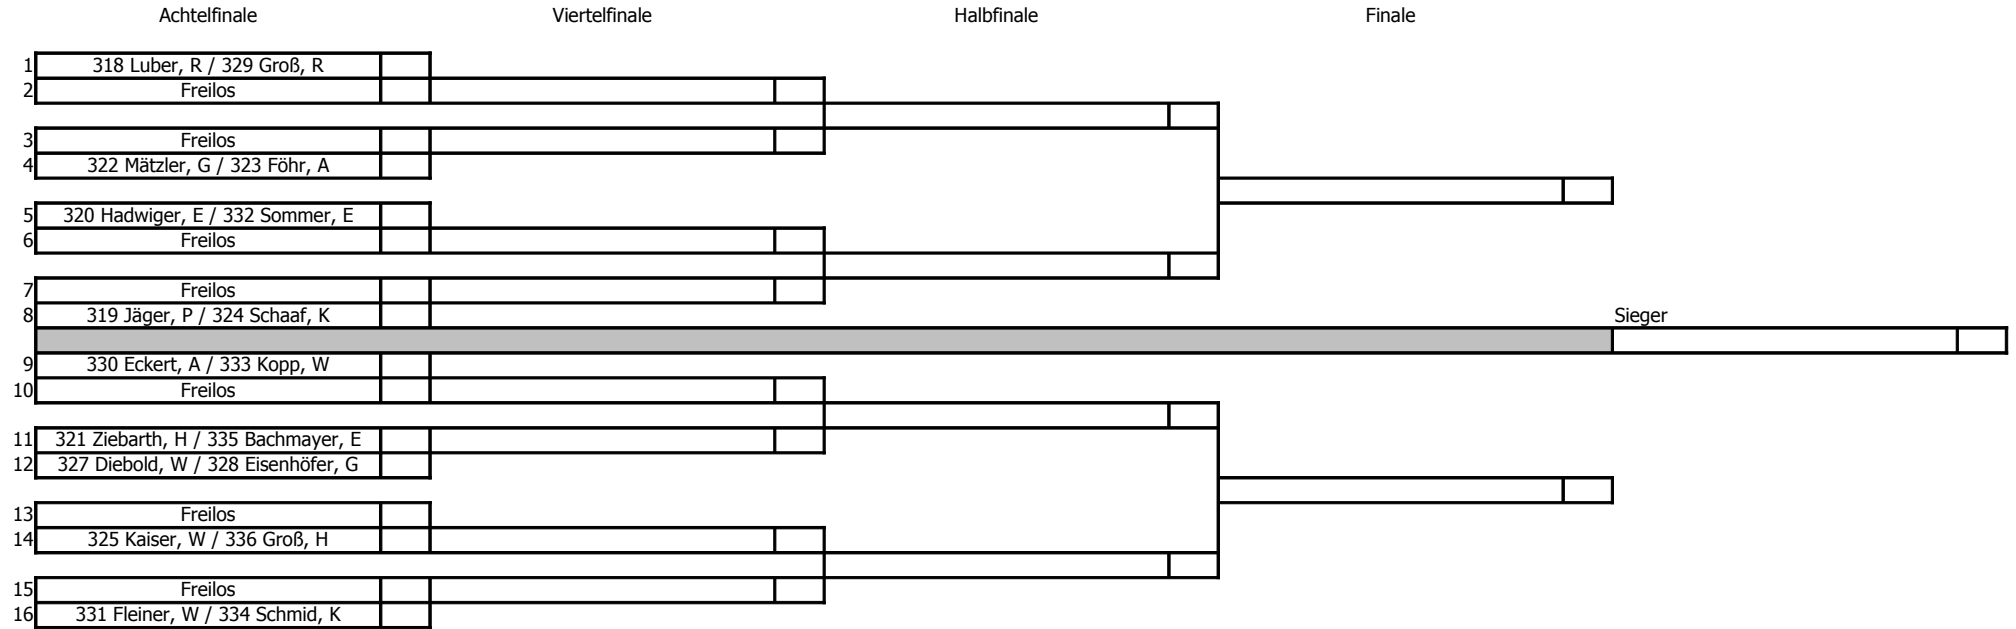 Achtelfinale Viertelfinale Halbfinale Finale
1 318 Luber, R / 329 Groß, R
2 Freilos
3 Freilos
4 322 Mätzler, G / 323 Föhr, A
5 320 Hadwiger, E / 332 Sommer, E
6 Freilos
7 Freilos
8 319 Jäger, P / 324 Schaaf, K Sieger
9 330 Eckert, A / 333 Kopp, W
10 Freilos
11 321 Ziebarth, H / 335 Bachmayer, E
12 327 Diebold, W / 328 Eisenhöfer, G
13 Freilos
14 325 Kaiser, W / 336 Groß, H
15 Freilos
16 331 Fleiner, W / 334 Schmid, K